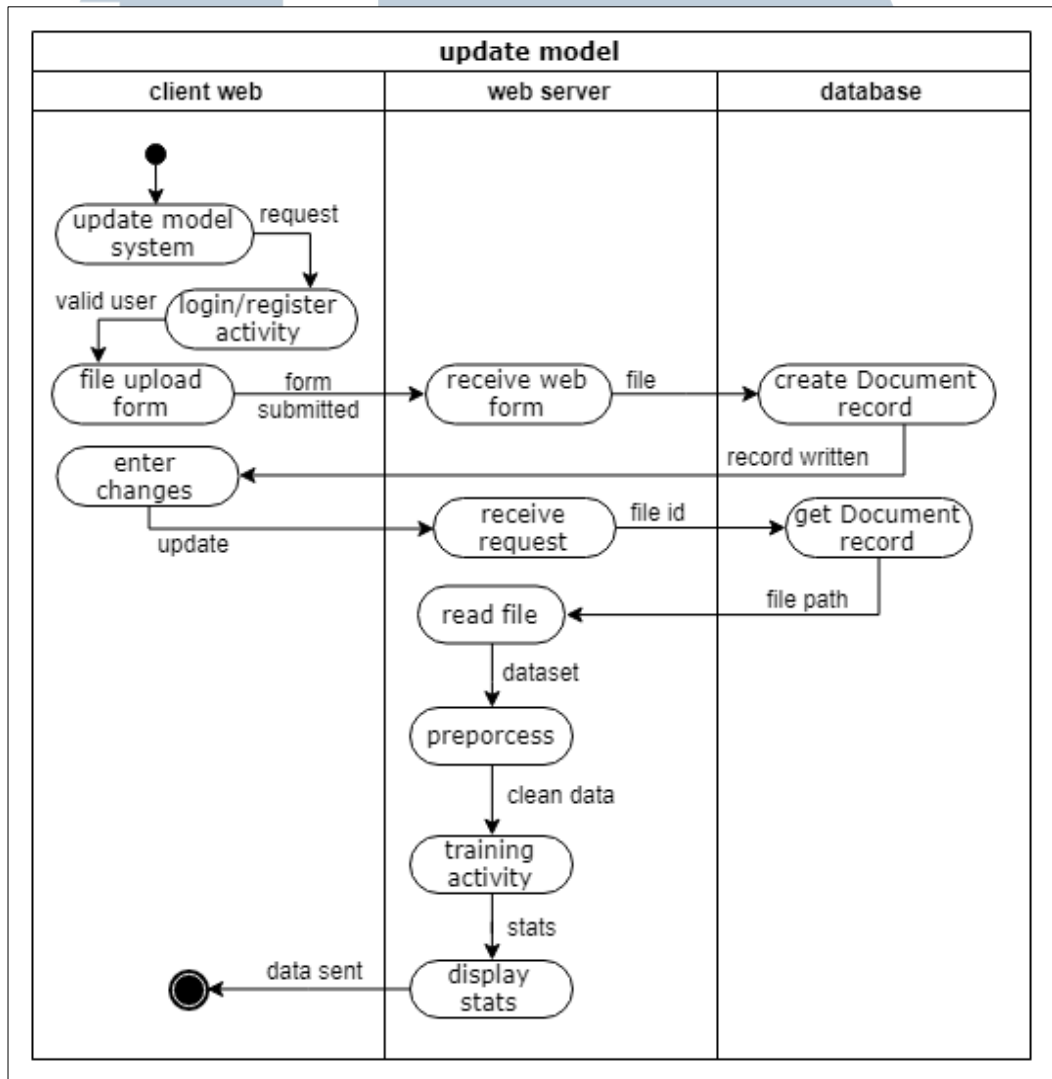 update model
client web
web server
database
update model
system
request
valid user
login/register
activity
file upload
form
form
submitted
receive web
form
file
create Document
record
record written
enter
changes
update
receive
request
file id
get Document
record
file path
read file
dataset
preporcess
clean data
training
activity
stats
display
stats
data sent